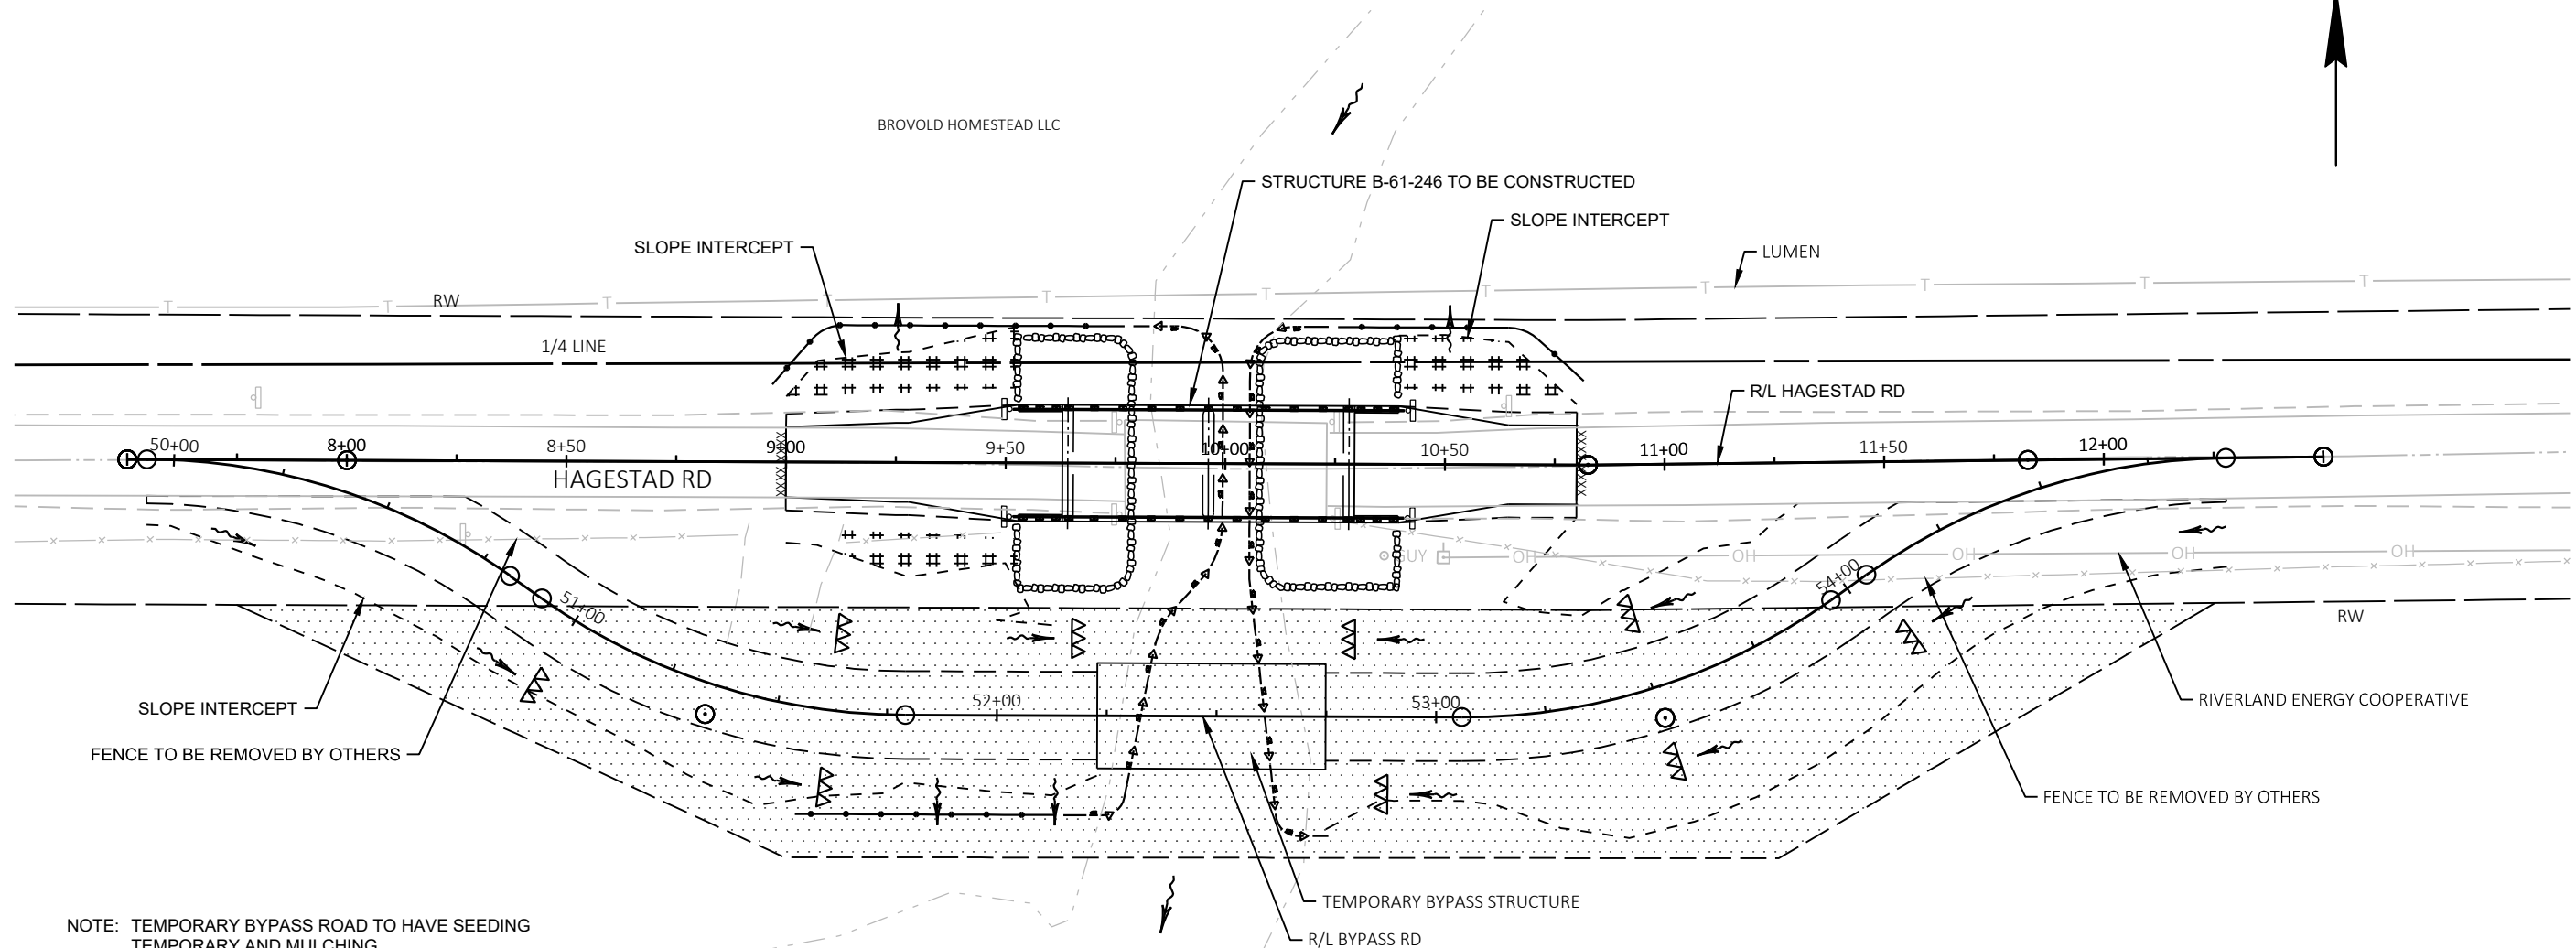 BROVOLD HOMESTEAD LLC
STRUCTURE B-61-246 TO BE CONSTRUCTED
SLOPE INTERCEPT
SLOPE INTERCEPT
LUMEN
T T T T T T T T T T T
RW
1/4 LINE
R/L HAGESTAD RD
50+00 8+00 8+50 9+00 9+50 10+00 10+50 11+00 11+50 12+00
HAGESTAD RD
GUY OH OH OH OH OH
51+00
54+00
RW
52+00
53+00
SLOPE INTERCEPT
RIVERLAND ENERGY COOPERATIVE
FENCE TO BE REMOVED BY OTHERS
FENCE TO BE REMOVED BY OTHERS
TEMPORARY BYPASS STRUCTURE
R/L BYPASS RD
NOTE: TEMPORARY BYPASS ROAD TO HAVE SEEDING
TEMPORARY AND MULCHING